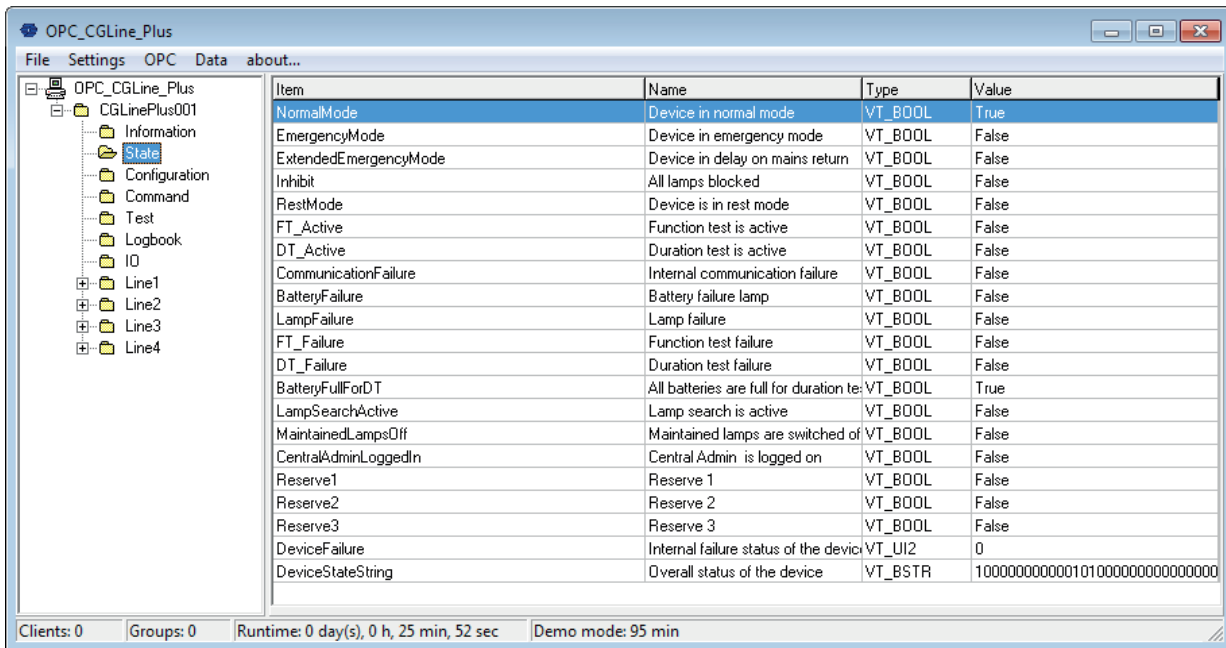 OPC_CGLine_Plus
File Settings OPC Data about...
OPC_CGLine_Plus
CGLinePlus001
Information
State
Configuration
Command
Test
Logbook
IO
Line1
Line2
Line3
Line4
Item Name Type Value
NormalMode Device in normal mode VT_BOOL True
EmergencyMode Device in emergency mode VT_BOOL False
ExtendedEmergencyMode Device in delay on mains return VT_BOOL False
Inhibit All lamps blocked VT_BOOL False
RestMode Device is in rest mode VT_BOOL False
FT_Active Function test is active VT_BOOL False
DT_Active Duration test is active VT_BOOL False
CommunicationFailure Internal communication failure VT_BOOL False
BatteryFailure Battery failure lamp VT_BOOL False
LampFailure Lamp failure VT_BOOL False
FT_Failure Function test failure VT_BOOL False
DT_Failure Duration test failure VT_BOOL False
BatteryFullForDT All batteries are full for duration te VT_BOOL True
LampSearchActive Lamp search is active VT_BOOL False
MaintainedLampsOff Maintained lamps are switched of VT_BOOL False
CentralAdminLoggedIn Central Admin is logged on VT_BOOL False
Reserve1 Reserve 1 VT_BOOL False
Reserve2 Reserve 2 VT_BOOL False
Reserve3 Reserve 3 VT_BOOL False
DeviceFailure Internal failure status of the devic VT_UI2 0
DeviceStateString Overall status of the device VT_BSTR
Clients: 0 Groups: 0 Runtime: 0 day(s), 0 h, 25 min, 52 sec Demo mode: 95 min